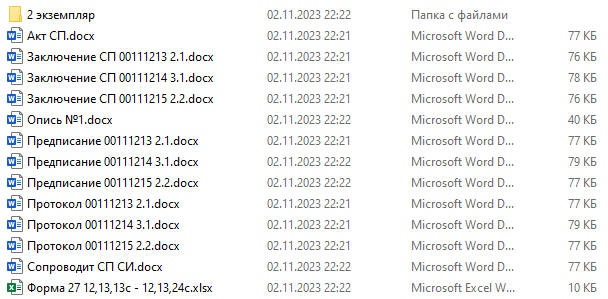 2 экземпляр 02.11.2023 22:22 Папка с файлами
Акт СП.docx 02.11.2023 22:21 Microsoft Word D... 77 КБ
Заключение СП 00111213 2.1.docx 02.11.2023 22:21 Microsoft Word D... 76 КБ
Заключение СП 00111214 3.1.docx 02.11.2023 22:21 Microsoft Word D... 78 КБ
Заключение СП 00111215 2.2.docx 02.11.2023 22:21 Microsoft Word D... 76 КБ
Опись №1.docx 02.11.2023 22:22 Microsoft Word D... 40 КБ
Предписание 00111213 2.1.docx 02.11.2023 22:21 Microsoft Word D... 77 КБ
Предписание 00111214 3.1.docx 02.11.2023 22:22 Microsoft Word D... 79 КБ
Предписание 00111215 2.2.docx 02.11.2023 22:22 Microsoft Word D... 77 КБ
Протокол 00111213 2.1.docx 02.11.2023 22:21 Microsoft Word D... 77 КБ
Протокол 00111214 3.1.docx 02.11.2023 22:21 Microsoft Word D... 79 КБ
Протокол 00111215 2.2.docx 02.11.2023 22:21 Microsoft Word D... 77 КБ
Сопроводит СП СИ.docx 02.11.2023 22:22 Microsoft Word D... 77 КБ
Форма 27 12,13,13с - 12,13,24с.xlsx 02.11.2023 22:22 Microsoft Excel W... 10 КБ